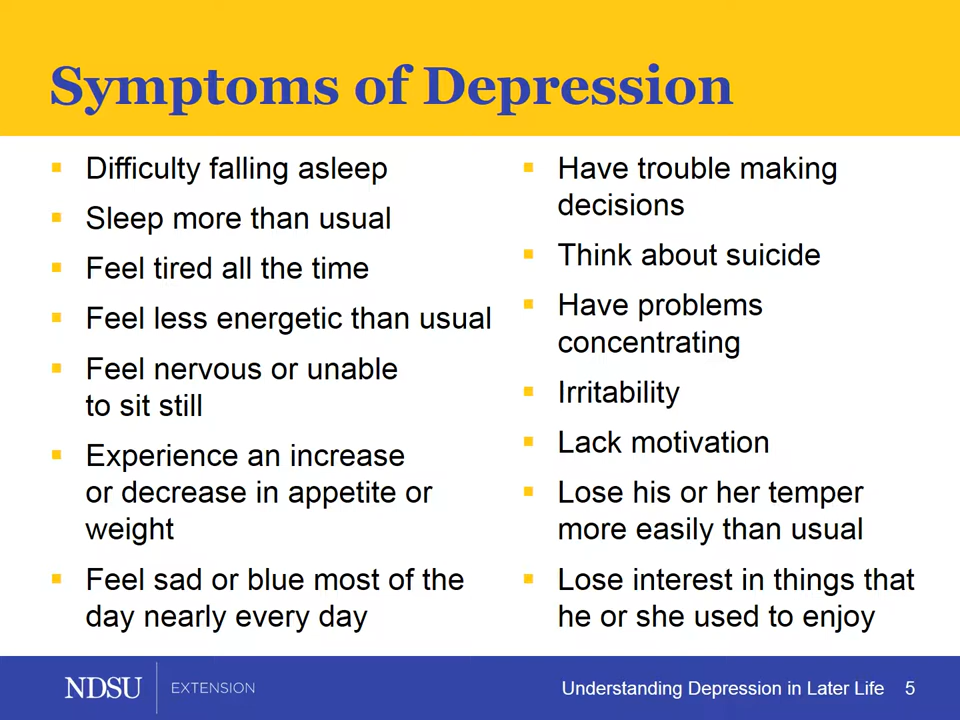 Symptoms of Depression
Difficulty falling asleep
Sleep more than usual
Feel tired all the time
Feel less energetic than usual
Feel nervous or unable
to sit still
Experience an increase
or decrease in appetite or
weight
Feel sad or blue most of the
day nearly every day
Have trouble making
decisions
Think about suicide
Have problems
concentrating
Irritability
Lack motivation
Lose his or her temper
more easily than usual
Lose interest in things that
he or she used to enjoy
NDSU EXTENSION
Understanding Depression in Later Life 5